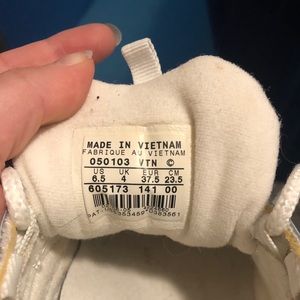 MADE IN VIETNAM
FABRIQUE AU VIETNAM
050103 VTN ©
US UK EUR CM
6.5 4 37.5 23.5
605173 141 00